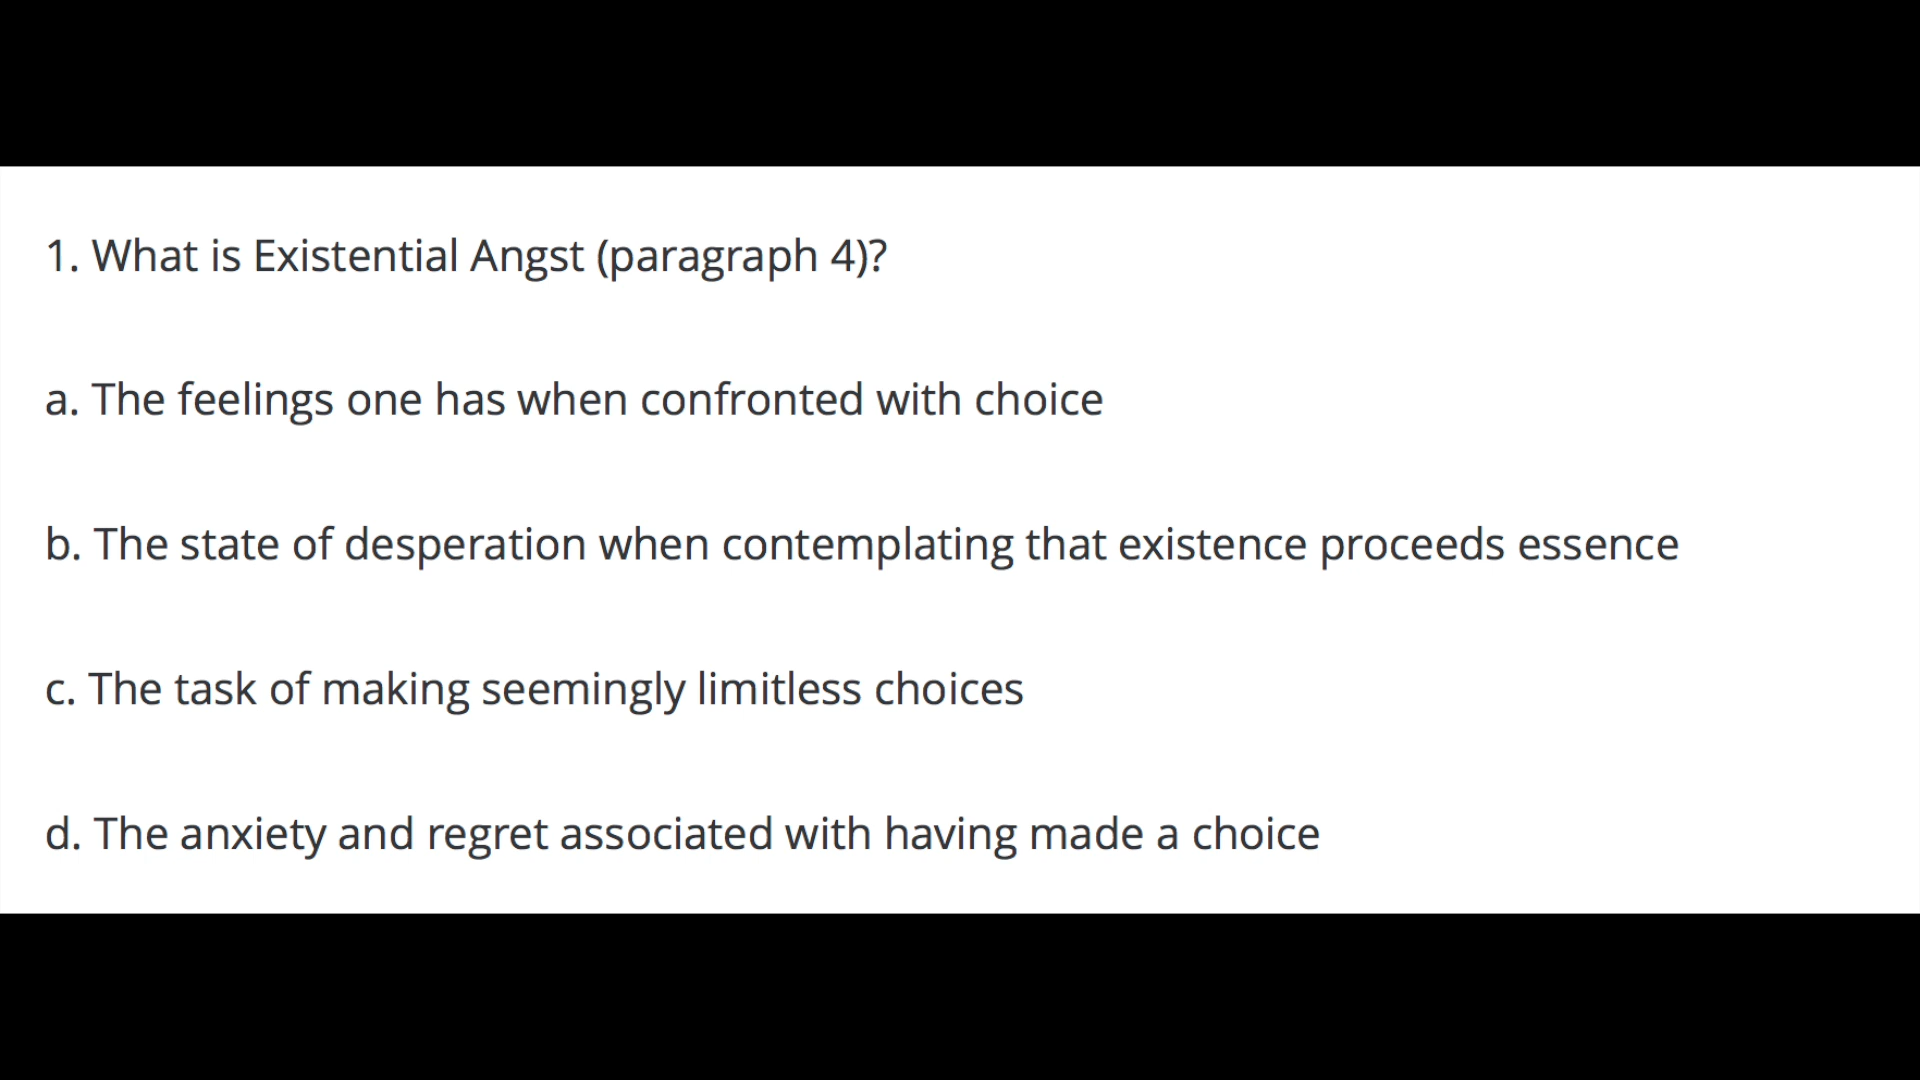 1. What is Existential Angst (paragraph 4)?
a. The feelings one has when confronted with choice
b. The state of desperation when contemplating that existence proceeds essence
c. The task of making seemingly limitless choices
d. The anxiety and regret associated with having made a choice